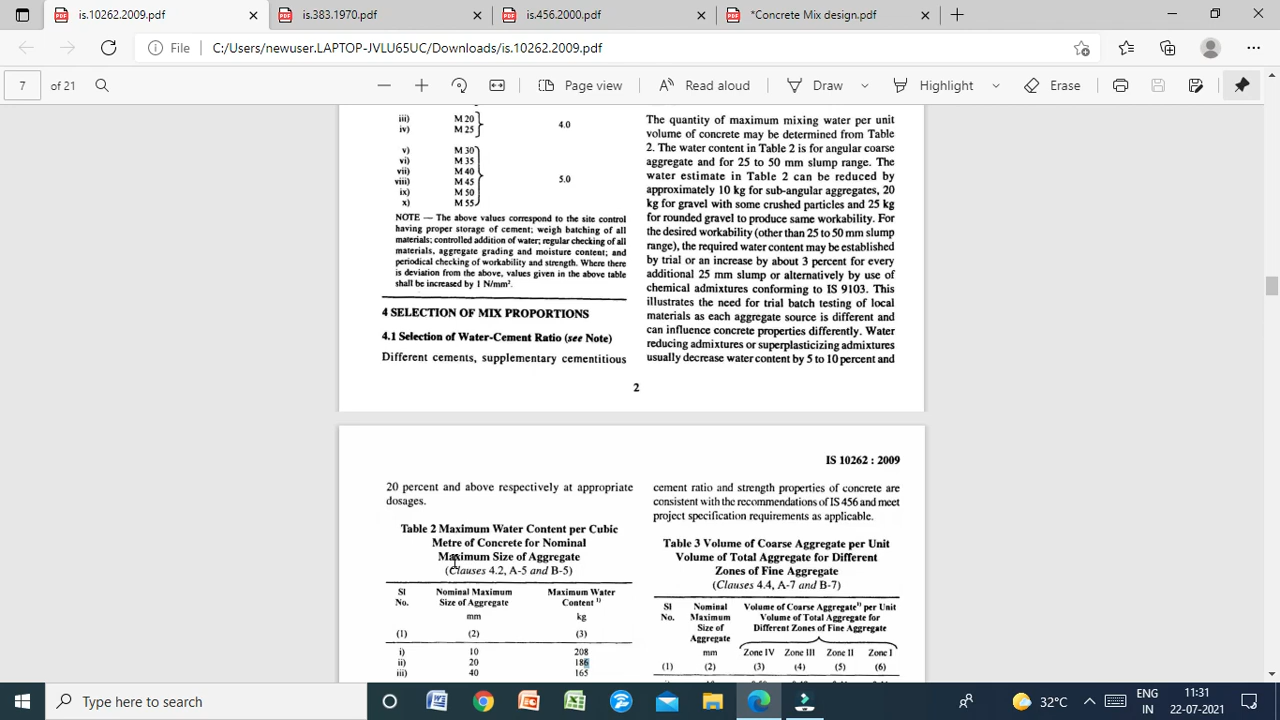 is.10262.2009.pdf
is.383.1970.pdf
is.456.2000.pdf
*Concrete Mix design.pdf
File
C:/Users/newuser.LAPTOP-JVLU65UC/Downloads/is.10262.2009.pdf
7 of 21
Page view
Read aloud
Draw
Highlight
Erase
iii) M 20
iv) M 25
4.0
v) M 30
vi) M 35
vii) M 40
viii) M 45
ix) M 50
x) M 55
5.0
NOTE — The above values correspond to the site control
having proper storage of cement; weigh batching of all
materials; controlled addition of water; regular checking of all
materials, aggregate grading and moisture content; and
periodical checking of workability and strength. Where there
is deviation from the above, values given in the above table
shall be increased by 1 N/mm².
4 SELECTION OF MIX PROPORTIONS
4.1 Selection of Water-Cement Ratio (see Note)
Different cements, supplementary cementitious
The quantity of maximum mixing water per unit
volume of concrete may be determined from Table
2. The water content in Table 2 is for angular coarse
aggregate and for 25 to 50 mm slump range. The
water estimate in Table 2 can be reduced by
approximately 10 kg for sub-angular aggregates, 20
kg for gravel with some crushed particles and 25 kg
for rounded gravel to produce same workability. For
the desired workability (other than 25 to 50 mm slump
range), the required water content may be established
by trial or an increase by about 3 percent for every
additional 25 mm slump or alternatively by use of
chemical admixtures conforming to IS 9103. This
illustrates the need for trial batch testing of local
materials as each aggregate source is different and
can influence concrete properties differently. Water
reducing admixtures or superplasticizing admixtures
usually decrease water content by 5 to 10 percent and
2
IS 10262 : 2009
20 percent and above respectively at appropriate
dosages.
Table 2 Maximum Water Content per Cubic
Metre of Concrete for Nominal
Maximum Size of Aggregate
(Clauses 4.2, A-5 and B-5)
Sl Nominal Maximum Maximum Water
No. Size of Aggregate Content ¹⁾
mm kg
(1) (2) (3)
i) 10 208
ii) 20 186
iii) 40 165
cement ratio and strength properties of concrete are
consistent with the recommendations of IS 456 and meet
project specification requirements as applicable.
Table 3 Volume of Coarse Aggregate per Unit
Volume of Total Aggregate for Different
Zones of Fine Aggregate
(Clauses 4.4, A-7 and B-7)
Sl Nominal Volume of Coarse Aggregate¹⁾ per Unit
No. Maximum Volume of Total Aggregate for
Size of Different Zones of Fine Aggregate
Aggregate
mm Zone IV Zone III Zone II Zone I
(1) (2) (3) (4) (5) (6)
Type here to search
32°C
ENG
IN
11:31
22-07-2021